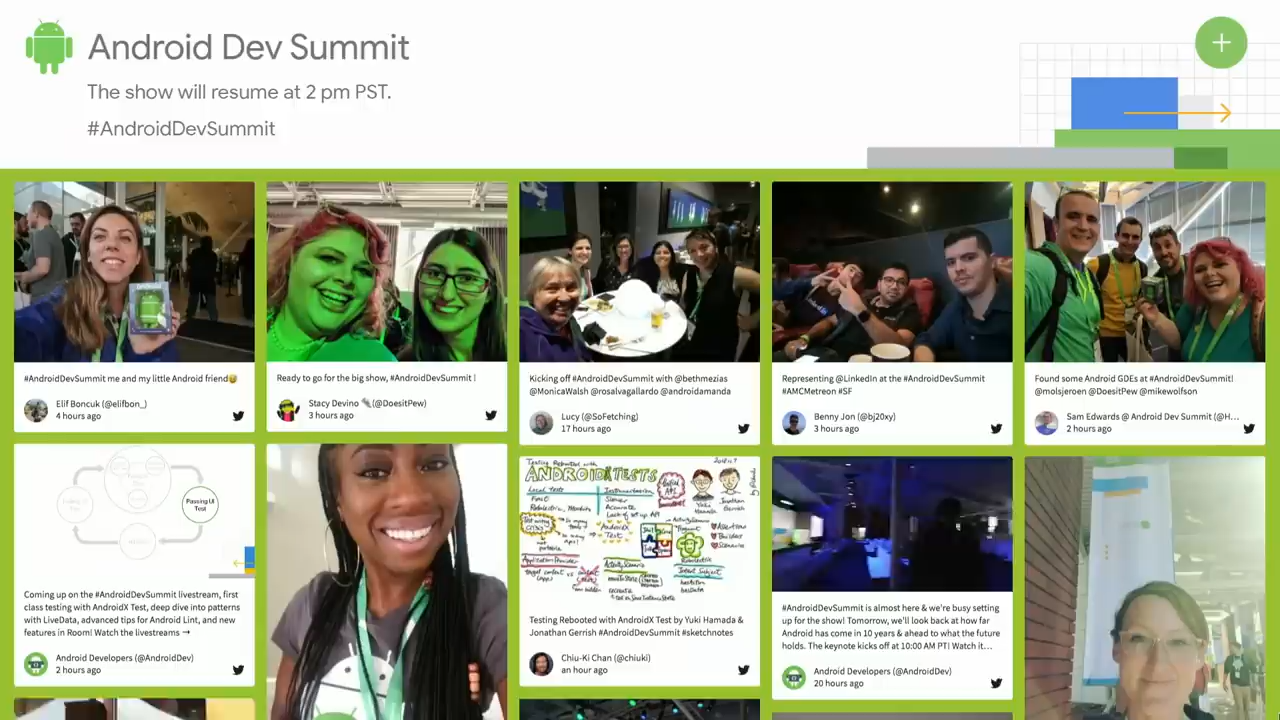 Android Dev Summit
The show will resume at 2 pm PST.
#AndroidDevSummit
#AndroidDevSummit me and my little Android friend😅
Elif Boncuk (@elifbon_)
4 hours ago
Ready to go for the big show, #AndroidDevSummit !
Stacy Devino (@DoesitPew)
3 hours ago
Kicking off #AndroidDevSummit with @bethmezias
@MonicaWalsh @rosalvagallardo @androidamanda
Lucy (@SoFetching)
17 hours ago
Representing @LinkedIn at the #AndroidDevSummit
#AMCMetreon #SF
Benny Jon (@bj20xy)
3 hours ago
Found some Android GDEs at #AndroidDevSummit!
@molsjeroen @DoesitPew @mikewolfson
Sam Edwards @ Android Dev Summit (@H...
2 hours ago
Passing UI
Test
Coming up on the #AndroidDevSummit livestream, first
class testing with AndroidX Test, deep dive into patterns
with LiveData, advanced tips for Android Lint, and new
features in Room! Watch the livestreams →
Android Developers (@AndroidDev)
2 hours ago
Testing Rebooted with
ANDROIDX TESTS
Local Tests
Testing Rebooted with AndroidX Test by Yuki Hamada &
Jonathan Gerrish #AndroidDevSummit #sketchnotes
Chiu-Ki Chan (@chiuki)
an hour ago
#AndroidDevSummit is almost here & we're busy setting
up for the show! Tomorrow, we'll look back at how far
Android has come in 10 years & ahead to what the future
holds. The keynote kicks off at 10:00 AM PT! Watch it...
Android Developers (@AndroidDev)
20 hours ago